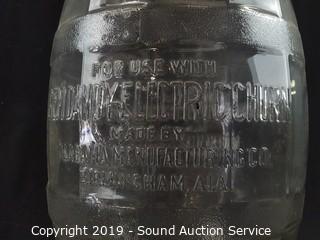 FOR USE WITH
ELECTRIC CHURN
MADE BY
MANUFACTURING CO.
BIRMINGHAM, ALA.
Copyright 2019 - Sound Auction Service